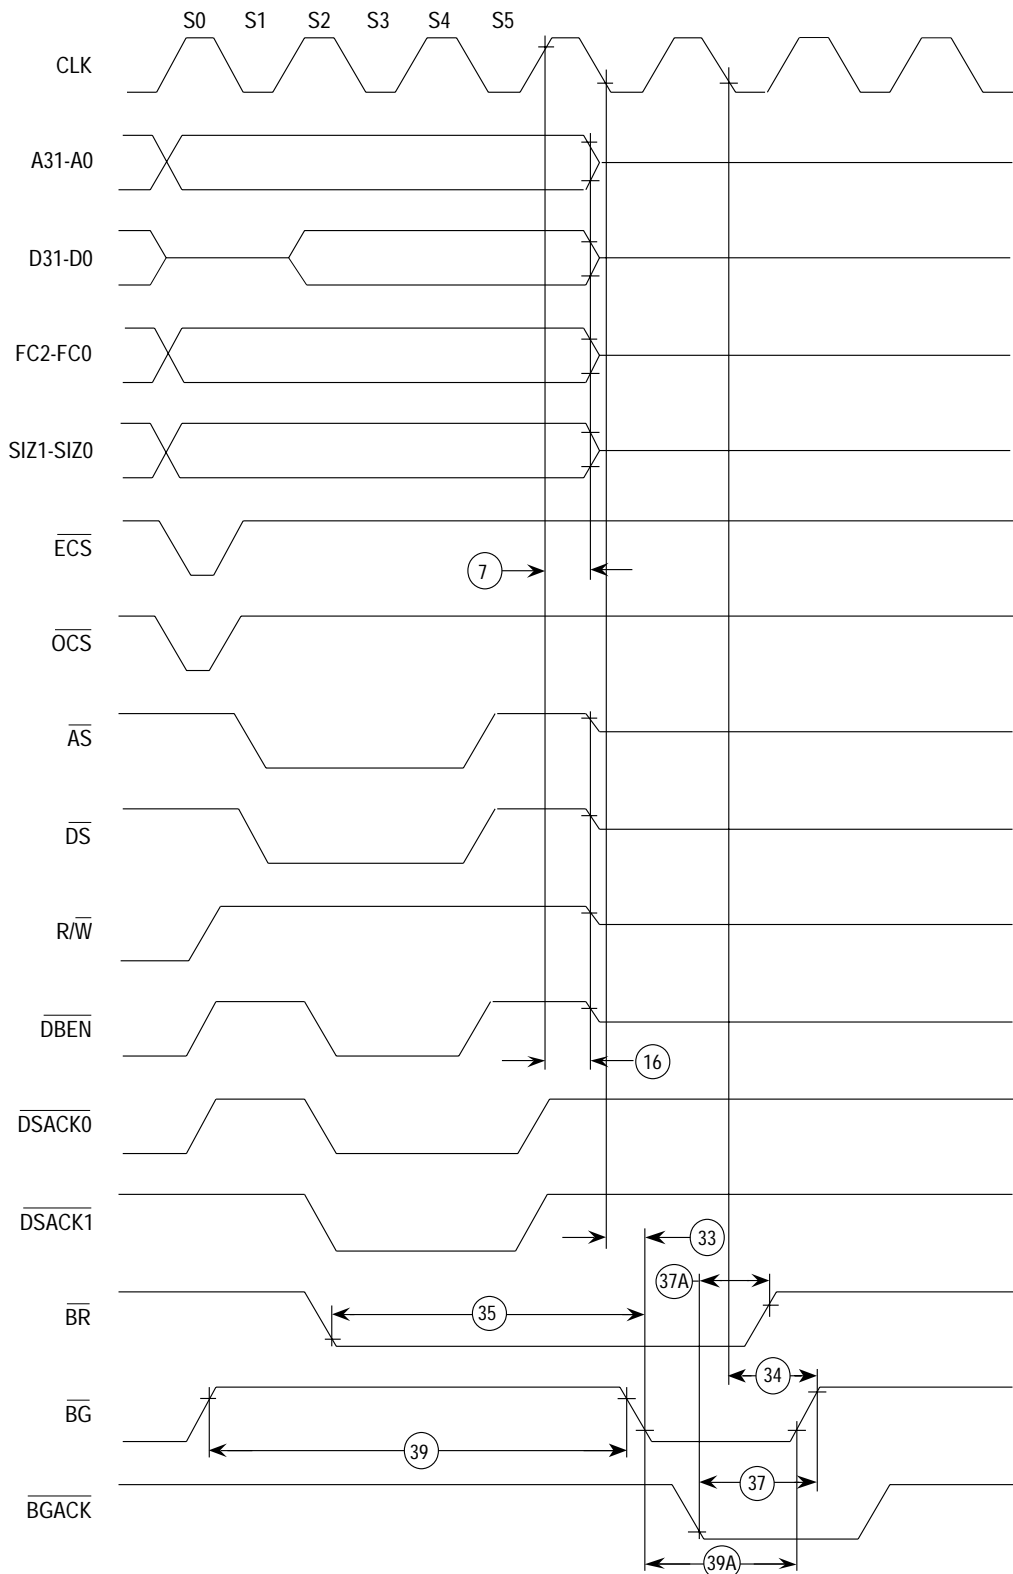 S0 S1 S2 S3 S4 S5
CLK
A31-A0
D31-D0
FC2-FC0
SIZ1-SIZ0
ECS
7
OCS
AS
DS
R/W
DBEN
16
DSACK0
DSACK1
33
37A
BR
35
34
BG
39
37
BGACK
39A